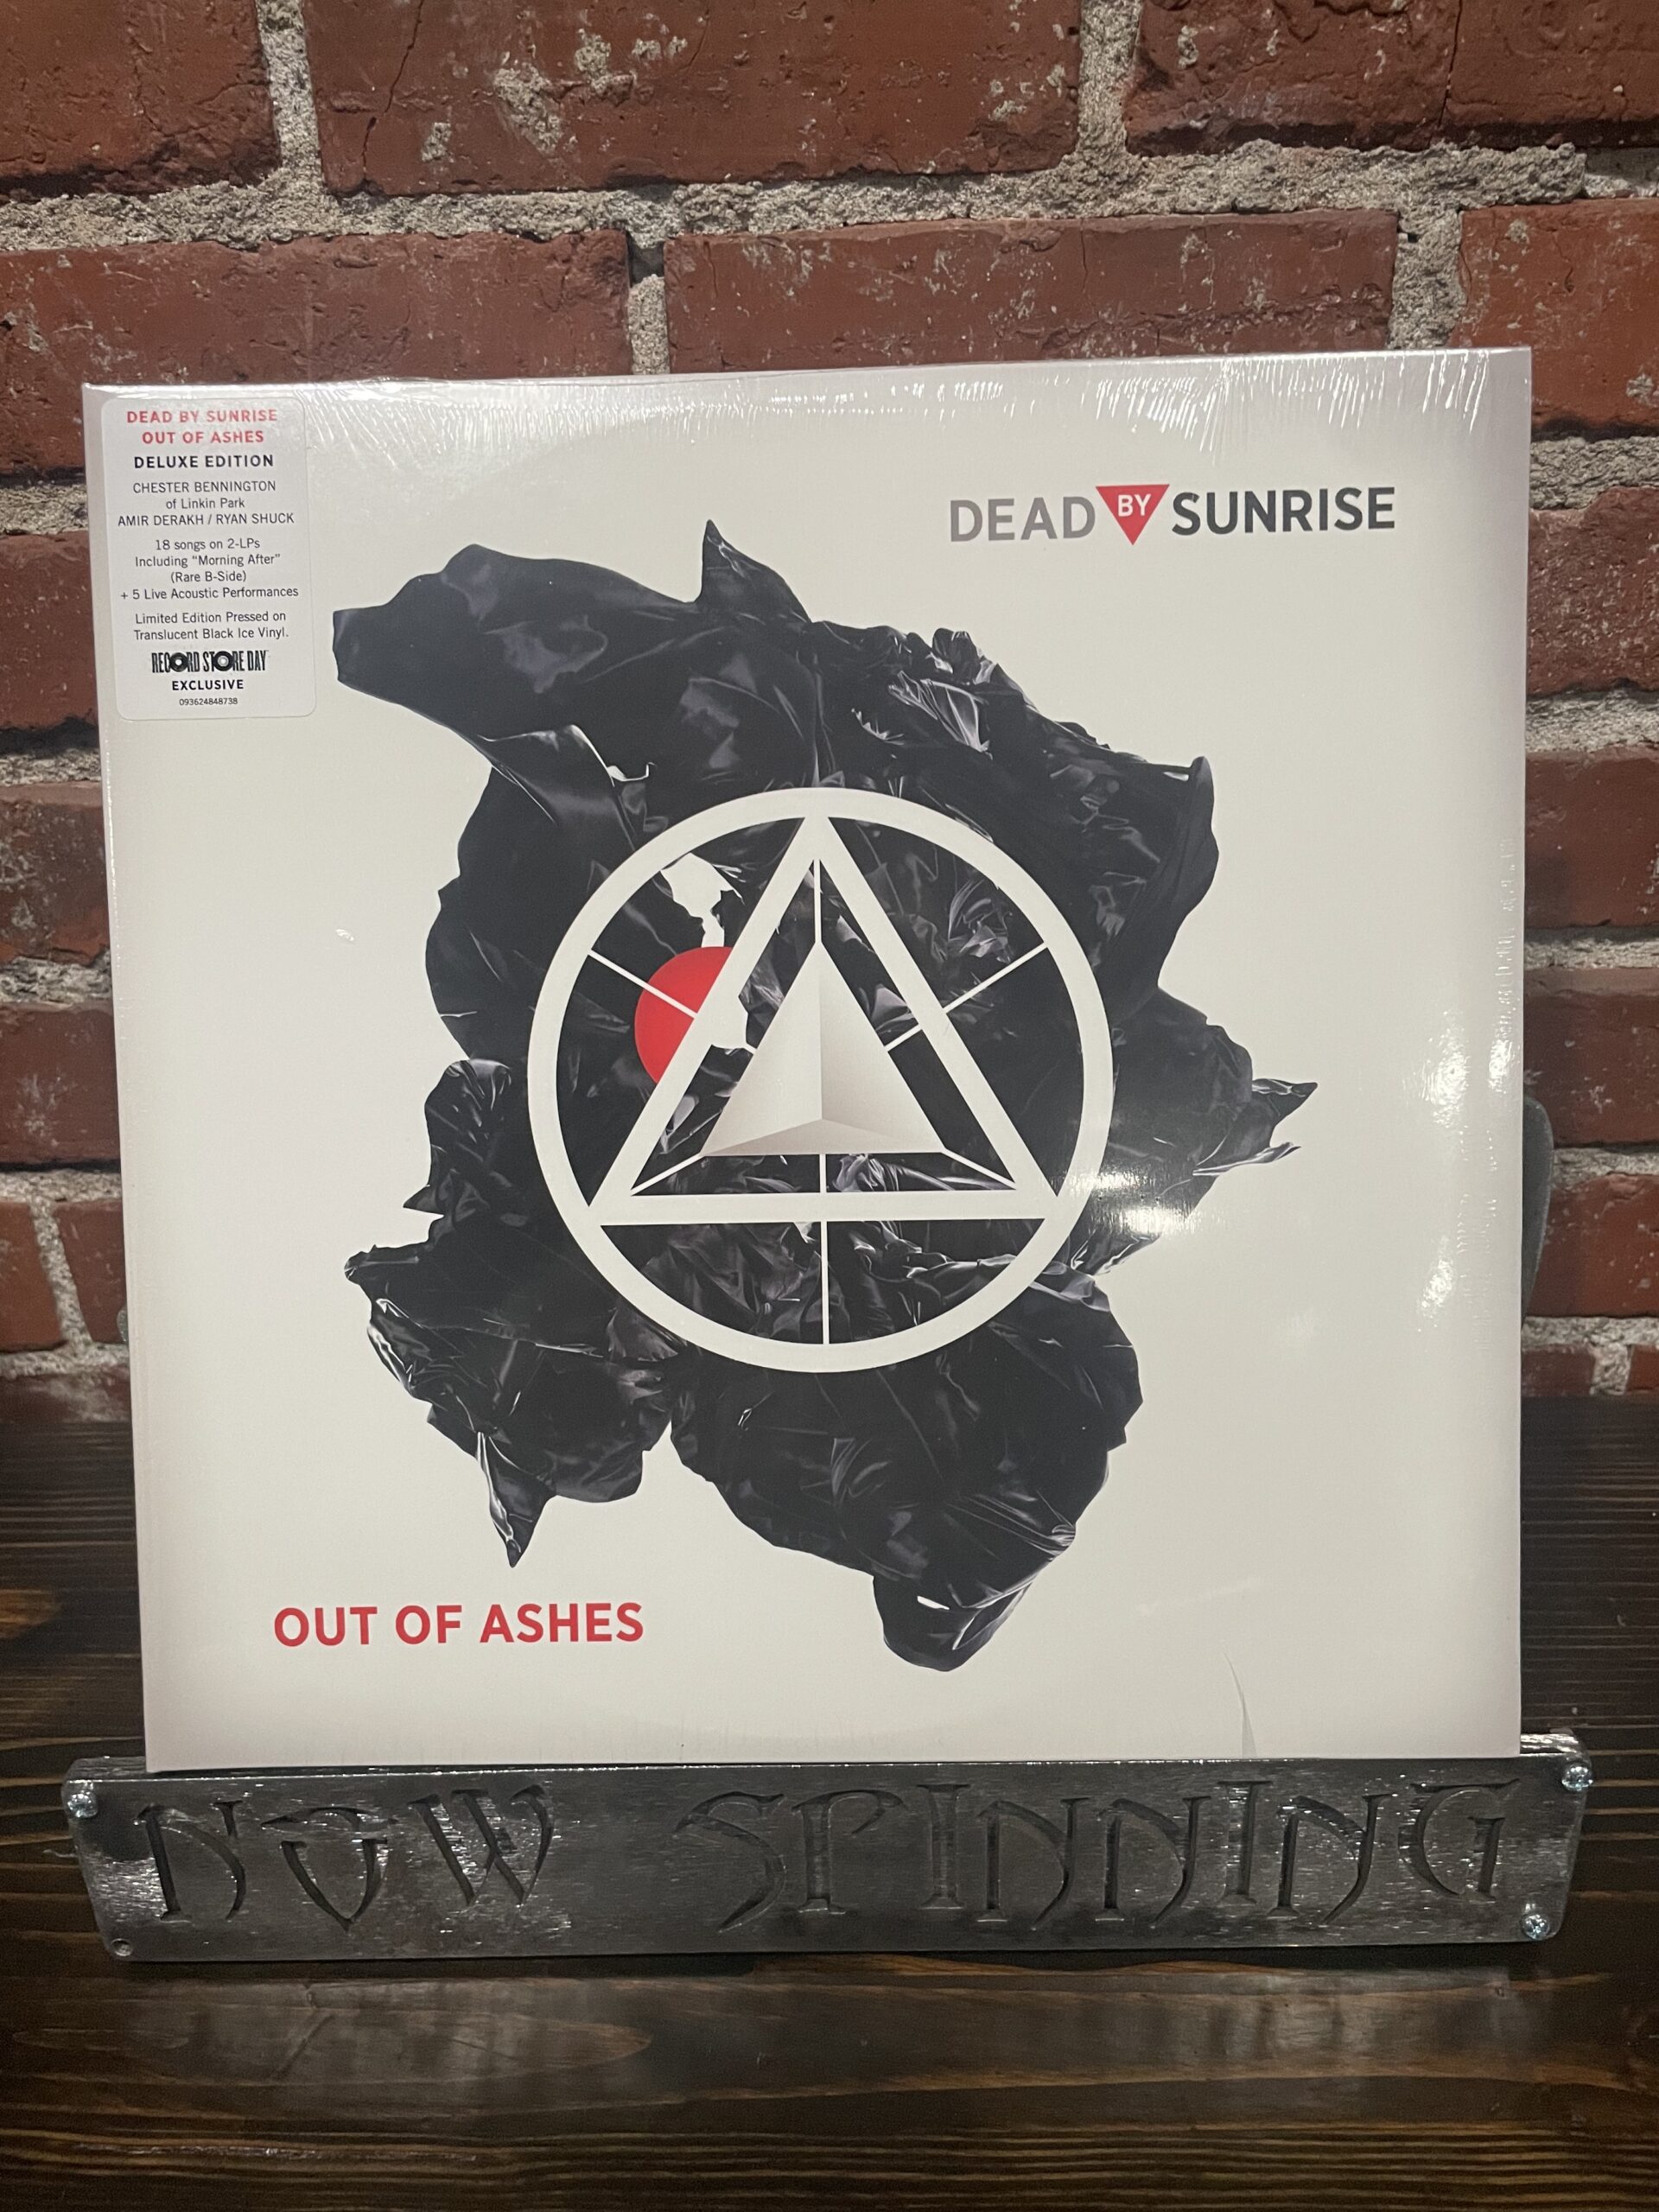 DEAD BY SUNRISE
OUT OF ASHES
DELUXE EDITION
CHESTER BENNINGTON
of Linkin Park
AMIR DERAKH / RYAN SHUCK
18 songs on 2-LPs
Including “Morning After”
(Rare B-Side)
+ 5 Live Acoustic Performances
Limited Edition Pressed on
Translucent Black Ice Vinyl.
RECORD STORE DAY
EXCLUSIVE
093624848738
DEAD BY SUNRISE
OUT OF ASHES
NOW SPINNING